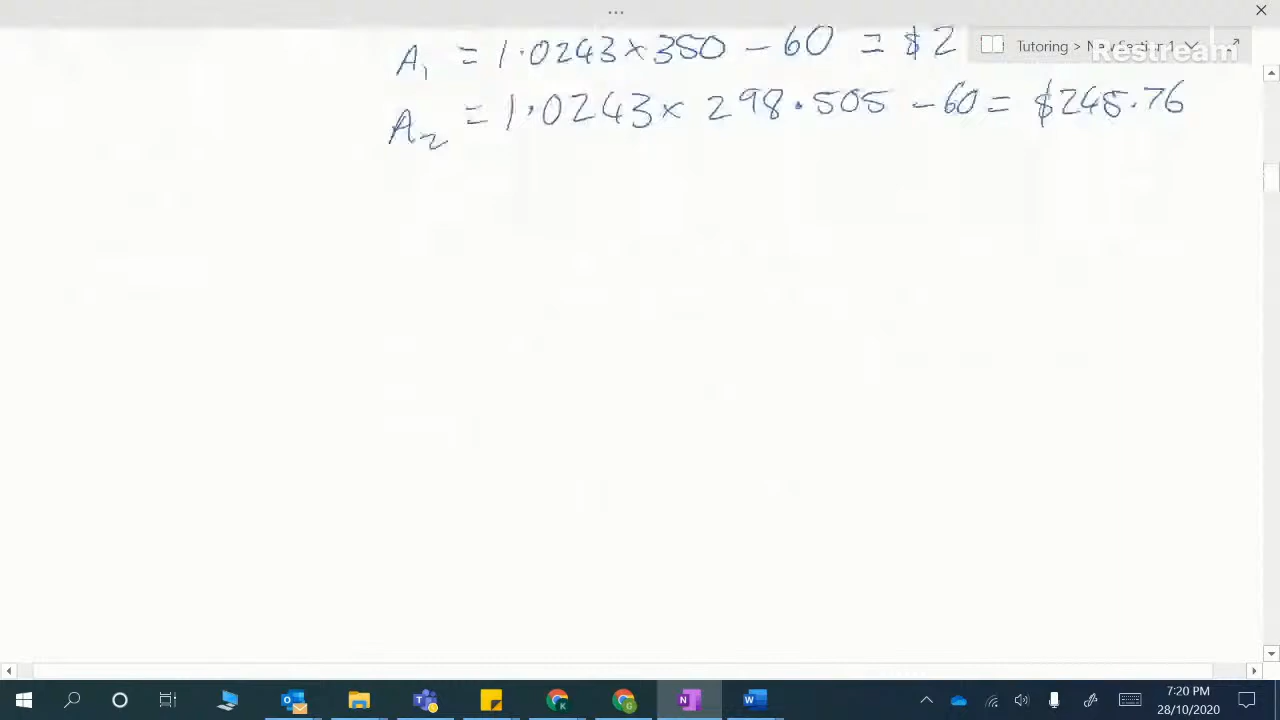 ...
Tutoring > New Section 1
Restream
A₁ = 1.0243 × 350 - 60 = $2
A₂ = 1.0243 × 298.505 - 60 = $245.76
7:20 PM
28/10/2020